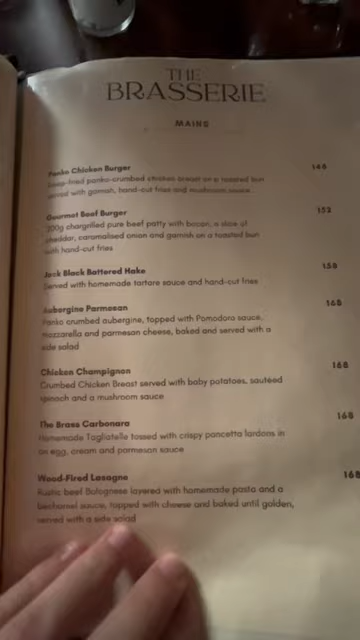 THE
BRASSERIE
MAINS
Panko Chicken Burger 148
Deep-fried panko-crumbed chicken breast on a toasted bun
served with garnish, hand-cut fries and mushroom sauce
Gourmet Beef Burger 152
200g chargrilled pure beef patty with bacon, a slice of
cheddar, caramalised onion and garnish on a toasted bun
with hand-cut fries
Jack Black Battered Hake 158
Served with homemade tartare sauce and hand-cut fries
Aubergine Parmesan 168
Panko crumbed aubergine, topped with Pomodoro sauce,
Mozzarella and parmesan cheese, baked and served with a
side salad
Chicken Champignon 168
Crumbed Chicken Breast served with baby potatoes, sauteed
spinach and a mushroom sauce
The Brass Carbonara 168
Homemade Tagliatelle tossed with crispy pancetta lardons in
an egg, cream and parmesan sauce
Wood-Fired Lasagne 168
Rustic beef Bolognese layered with homemade pasta and a
bechamel sauce, topped with cheese and baked until golden,
served with a side salad